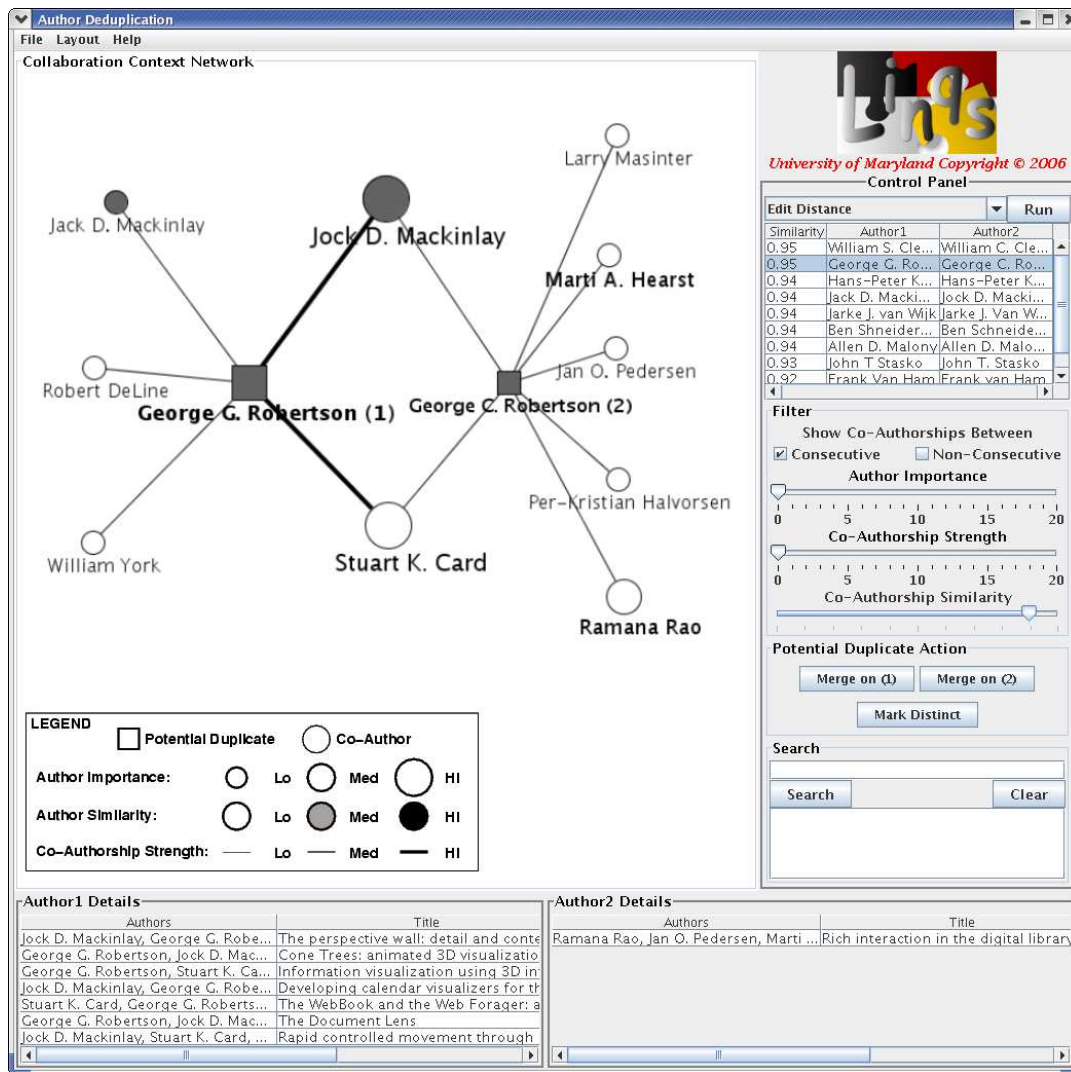 Author Deduplication
File Layout Help
Collaboration Context Network
Larry Masinter
Jack D. Mackinlay
Jock D. Mackinlay
Marti A. Hearst
Robert DeLine
Jan O. Pedersen
George G. Robertson (1)
George C. Robertson (2)
Per-Kristian Halvorsen
William York
Stuart K. Card
Ramana Rao
LEGEND
Potential Duplicate Co-Author
Author Importance: Lo Med HI
Author Similarity: Lo Med HI
Co-Authorship Strength: Lo Med HI
Linqs
University of Maryland Copyright © 2006
Control Panel
Edit Distance Run
Similarity Author1 Author2
0.95 William S. Cle... William C. Cle...
0.95 George G. Ro... George C. Ro...
0.94 Hans-Peter K... Hans-Peter K...
0.94 Jack D. Macki... Jock D. Macki...
0.94 Jarke J. van Wijk Jarke J. Van W...
0.94 Ben Shneider... Ben Schneide...
0.94 Allen D. Malony Allen D. Malo...
0.93 John T Stasko John T. Stasko
0.92 Frank Van Ham Frank van Ham
Filter
Show Co-Authorships Between
Consecutive Non-Consecutive
Author Importance
0 5 10 15 20
Co-Authorship Strength
0 5 10 15 20
Co-Authorship Similarity
Potential Duplicate Action
Merge on (1) Merge on (2)
Mark Distinct
Search
Search Clear
Author1 Details
Authors Title
Jock D. Mackinlay, George G. Robe... The perspective wall: detail and conte
George G. Robertson, Jock D. Mac... Cone Trees: animated 3D visualizatio
George G. Robertson, Stuart K. Ca... Information visualization using 3D in
Jock D. Mackinlay, George G. Robe... Developing calendar visualizers for th
Stuart K. Card, George G. Roberts... The WebBook and the Web Forager: a
George G. Robertson, Jock D. Mac... The Document Lens
Jock D. Mackinlay, Stuart K. Card, ... Rapid controlled movement through
Author2 Details
Authors Title
Ramana Rao, Jan O. Pedersen, Marti ... Rich interaction in the digital library